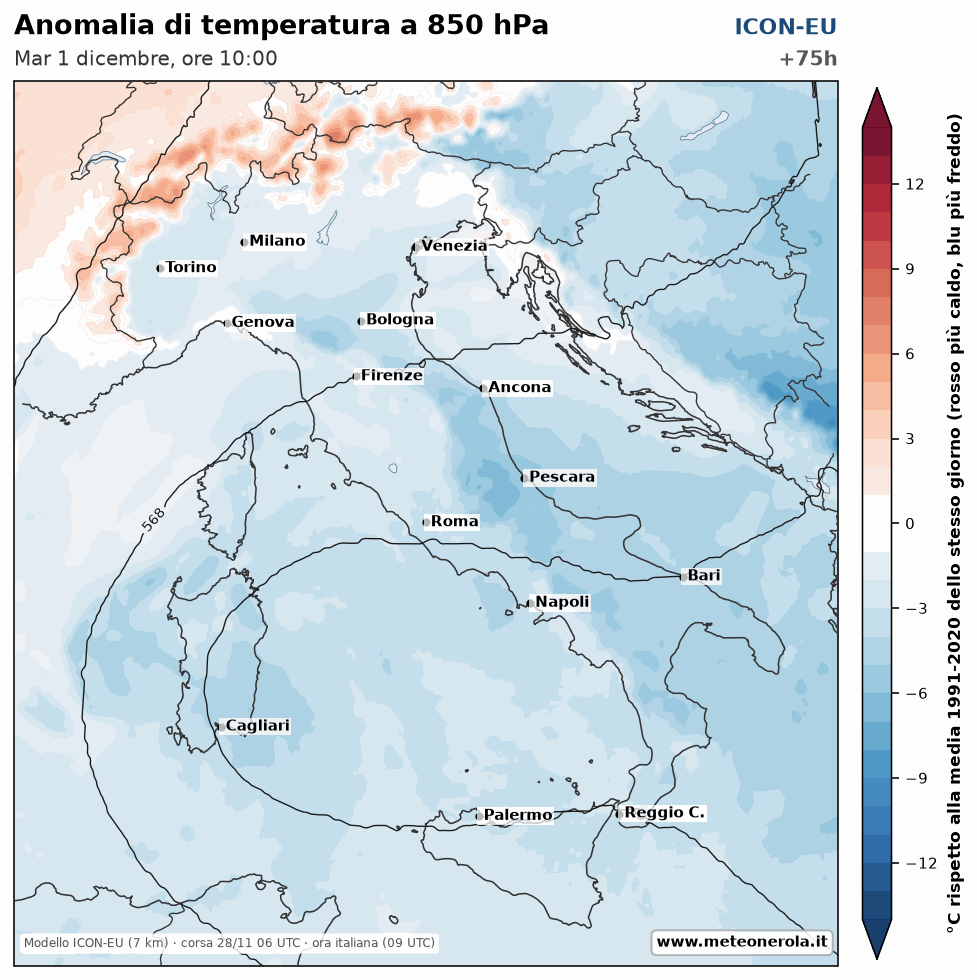 Anomalia di temperatura a 850 hPa
ICON-EU
Mar 1 dicembre, ore 10:00
+75h
Milano
Venezia
Torino
Genova
Bologna
Firenze
Ancona
Pescara
568
Roma
Bari
Napoli
Cagliari
Palermo
Reggio C.
Modello ICON-EU (7 km) · corsa 28/11 06 UTC · ora italiana (09 UTC)
www.meteonerola.it
12
9
6
3
0
−3
−6
−9
−12
°C rispetto alla media 1991-2020 dello stesso giorno (rosso più caldo, blu più freddo)